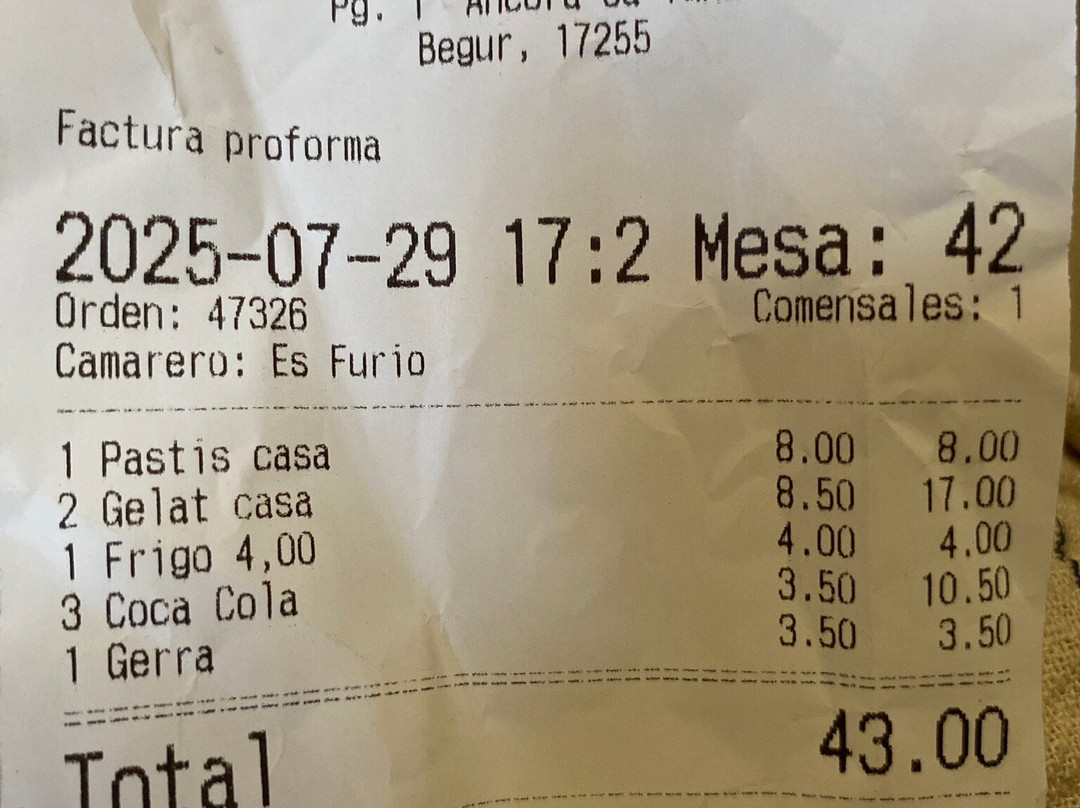 Pg.
Begur, 17255
Factura proforma
2025-07-29 17:2 Mesa: 42
Orden: 47326 Comensales: 1
Camarero: Es Furio
1 Pastis casa 8.00 8.00
2 Gelat casa 8.50 17.00
1 Frigo 4,00 4.00 4.00
3 Coca Cola 3.50 10.50
1 Gerra 3.50 3.50
Total 43.00